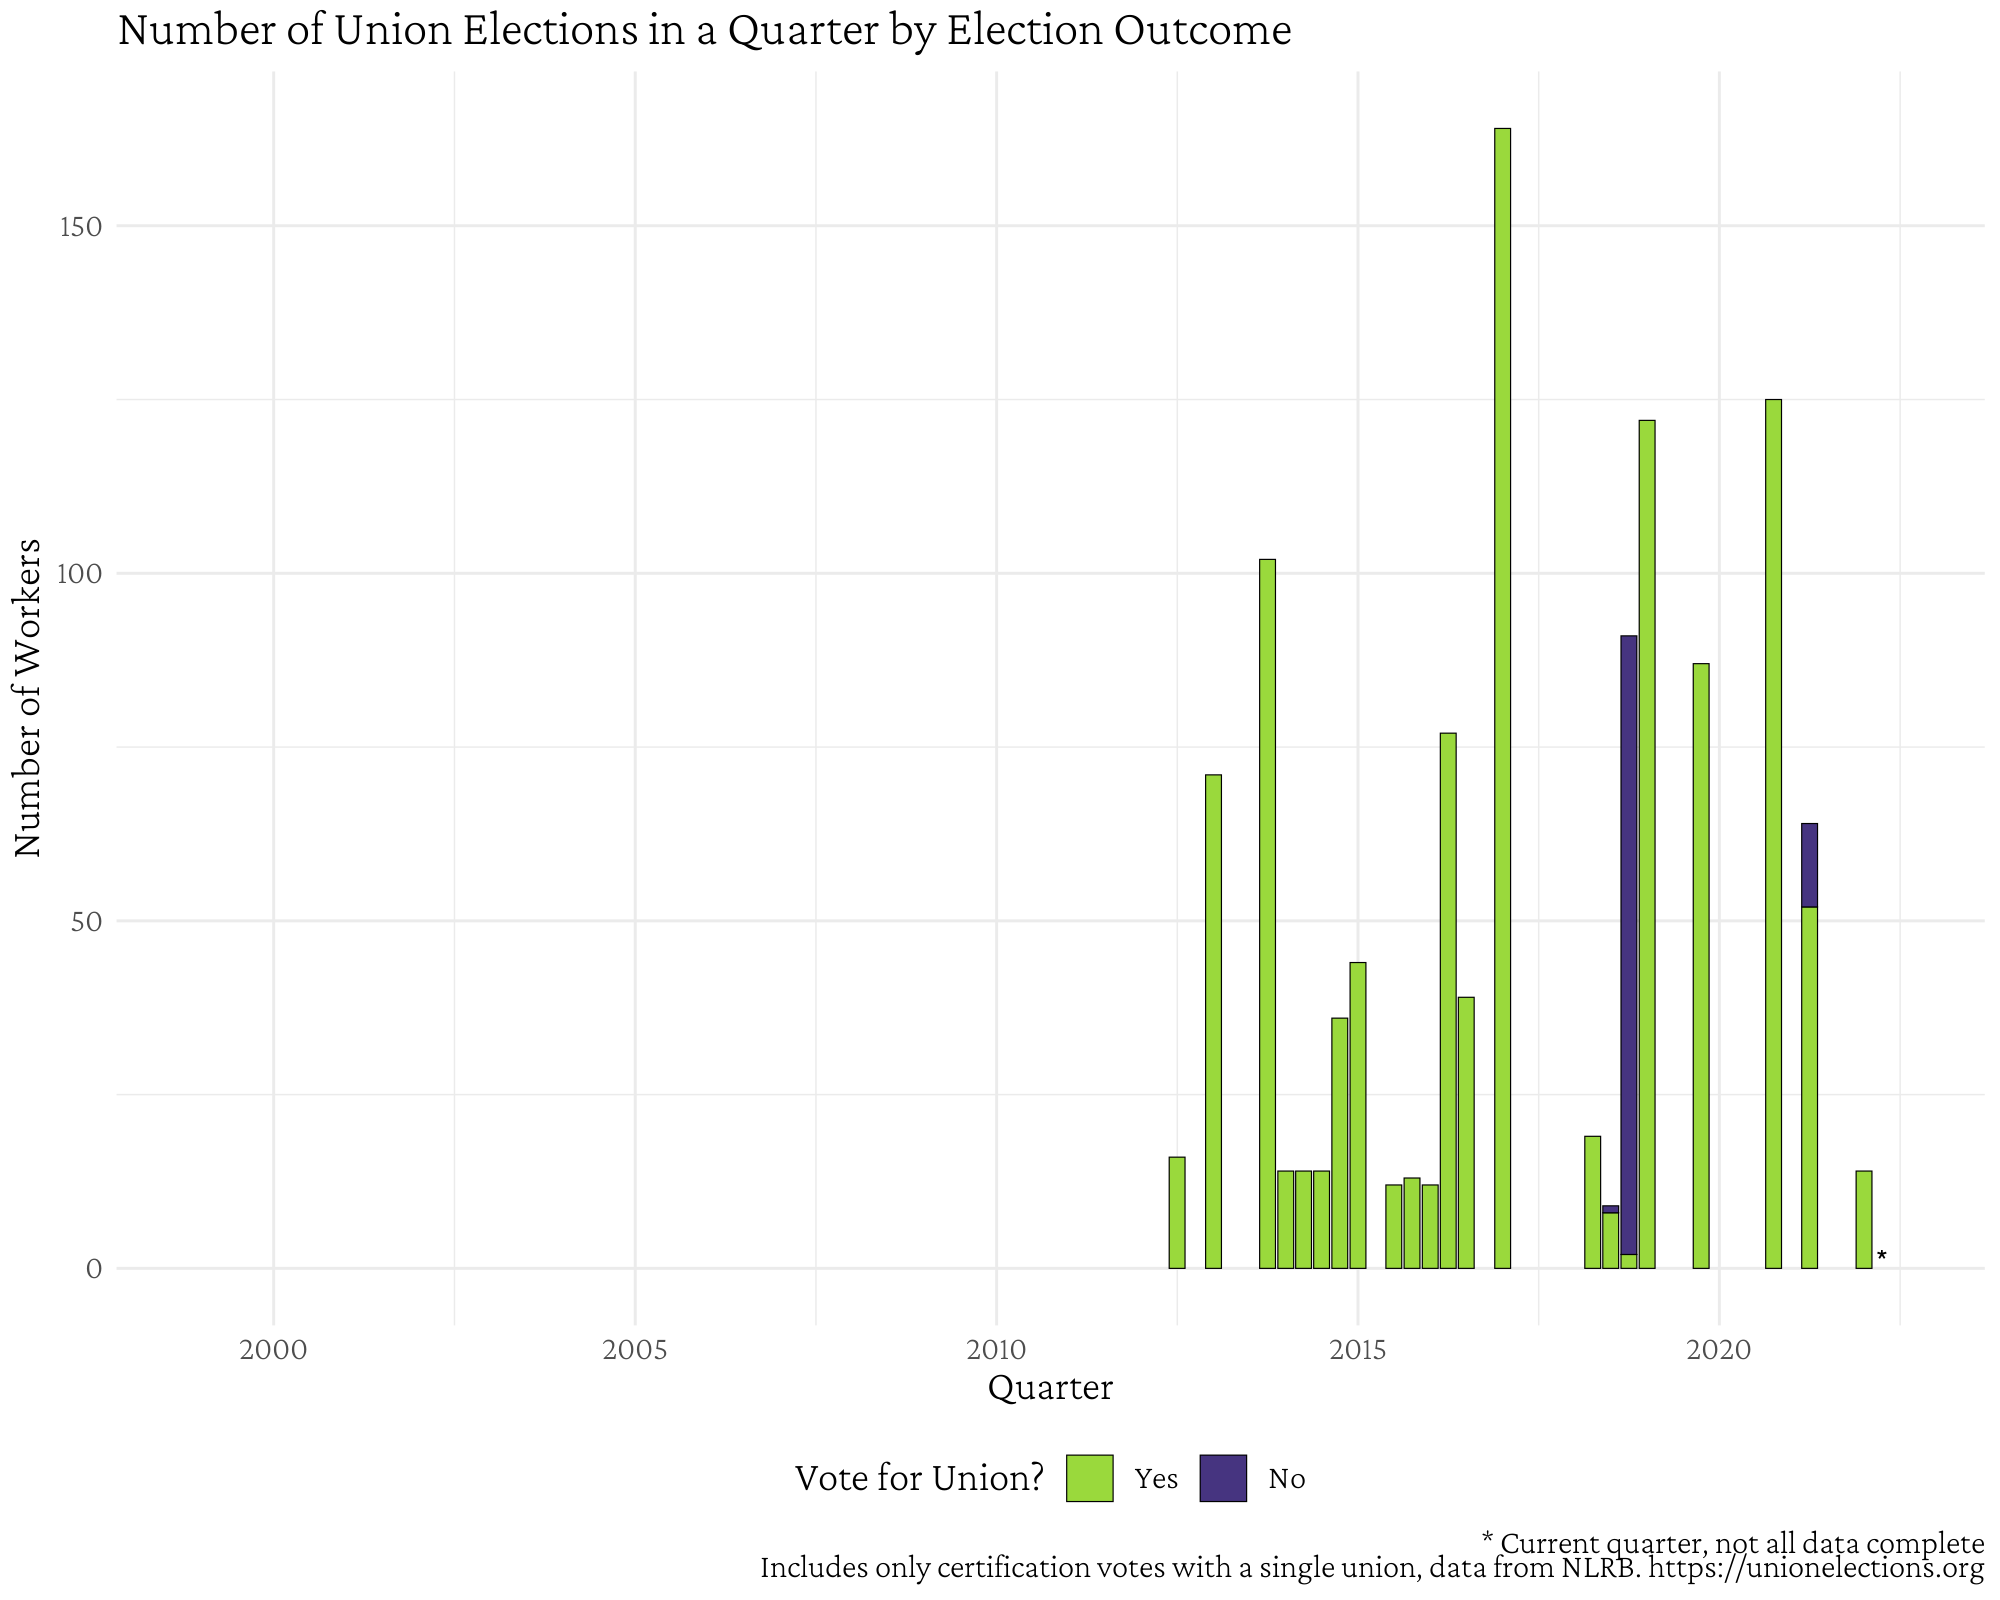 Number of Union Elections in a Quarter by Election Outcome
Number of Workers
150
100
50
0
*
2000 2005 2010 2015 2020
Quarter
Vote for Union? Yes No
* Current quarter, not all data complete
Includes only certification votes with a single union, data from NLRB. https://unionelections.org